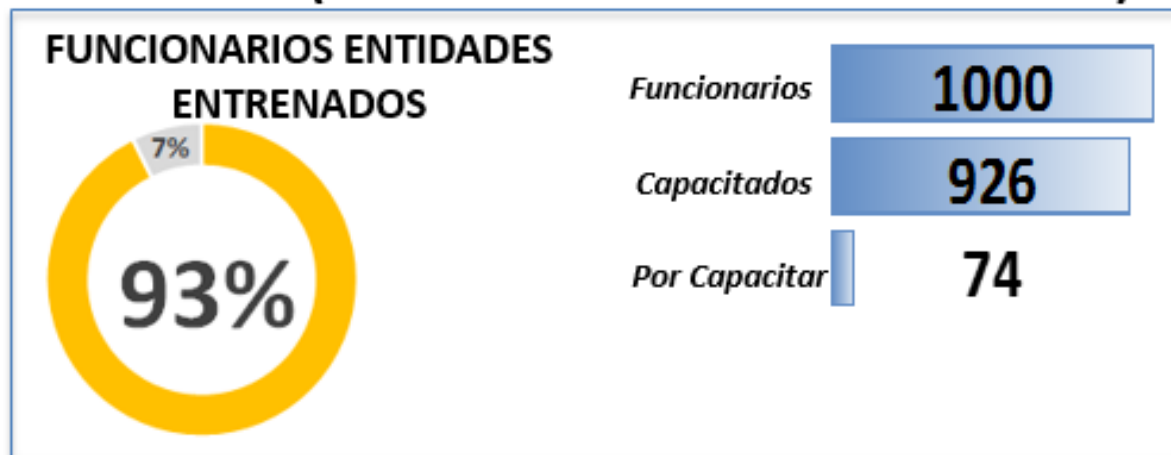 FUNCIONARIOS ENTIDADES
ENTRENADOS
7%
93%
Funcionarios 1000
Capacitados 926
Por Capacitar 74